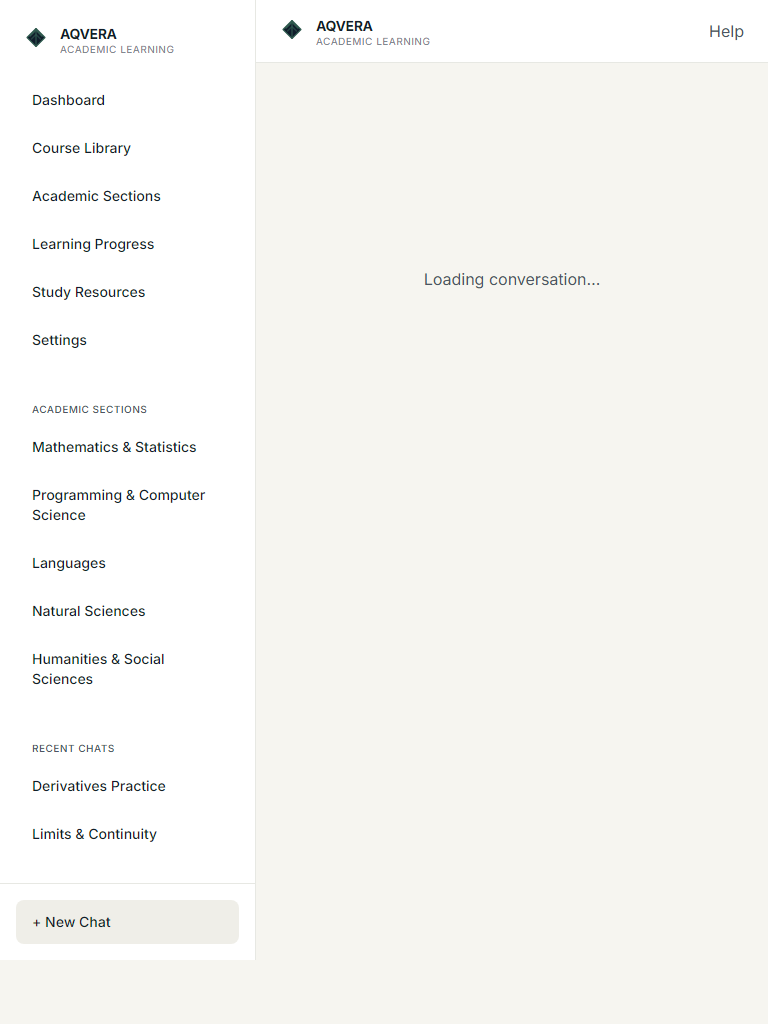 AQVERA
ACADEMIC LEARNING
Dashboard
Course Library
Academic Sections
Learning Progress
Study Resources
Settings
ACADEMIC SECTIONS
Mathematics & Statistics
Programming & Computer
Science
Languages
Natural Sciences
Humanities & Social
Sciences
RECENT CHATS
Derivatives Practice
Limits & Continuity
+ New Chat
AQVERA
ACADEMIC LEARNING
Help
Loading conversation...